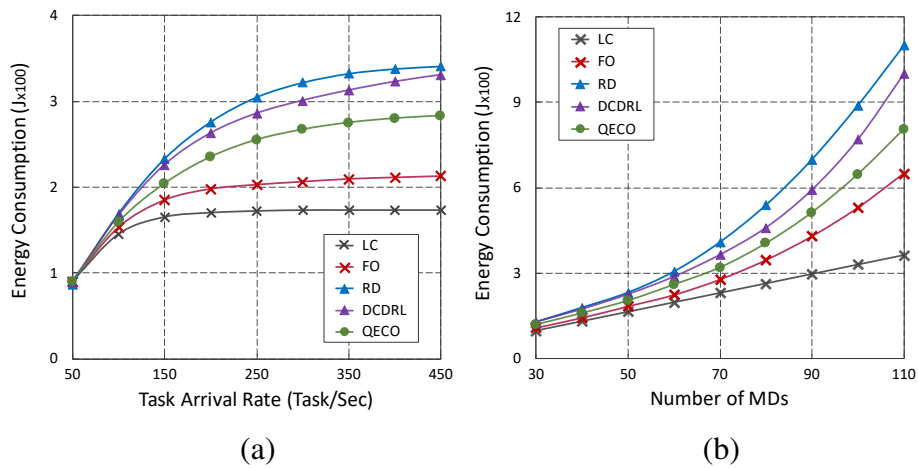 4
3
2
1
0
Energy Consumption (Jx100)
LC
FO
RD
DCDRL
QECO
50
150
250
350
450
Task Arrival Rate (Task/Sec)
(a)
12
9
6
3
0
Energy Consumption (Jx100)
LC
FO
RD
DCDRL
QECO
30
50
70
90
110
Number of MDs
(b)